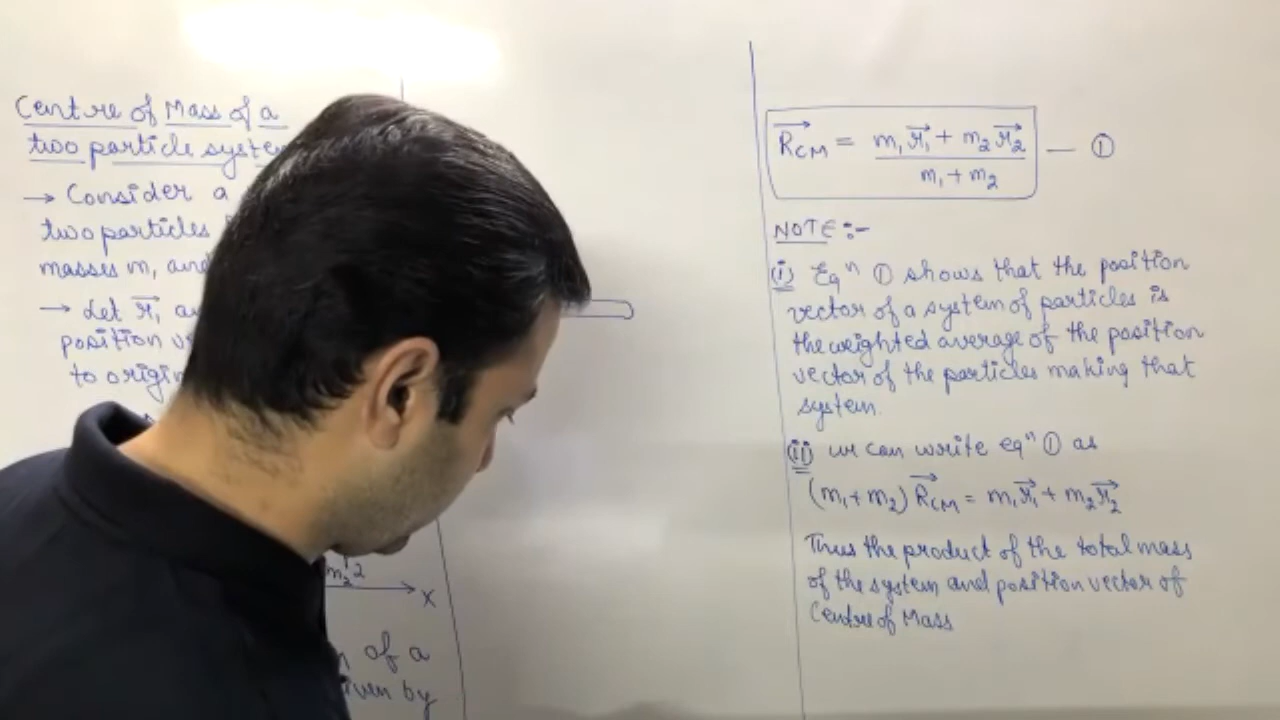 Centre of Mass of a
two particle system
→ Consider a
two particles
masses m₁ and
→ Let r⃗₁
position
to origin
m₂ 2
X
of a
given by
R⃗CM = (m₁r⃗₁ + m₂r⃗₂) / (m₁ + m₂) — ①
NOTE :-
(i) Eqⁿ ① shows that the position
vector of a system of particles is
the weighted average of the position
vector of the particles making that
system.
(ii) we can write eqⁿ ① as
(m₁+m₂) R⃗CM = m₁r⃗₁ + m₂r⃗₂
Thus the product of the total mass
of the system and position vector of
Centre of Mass